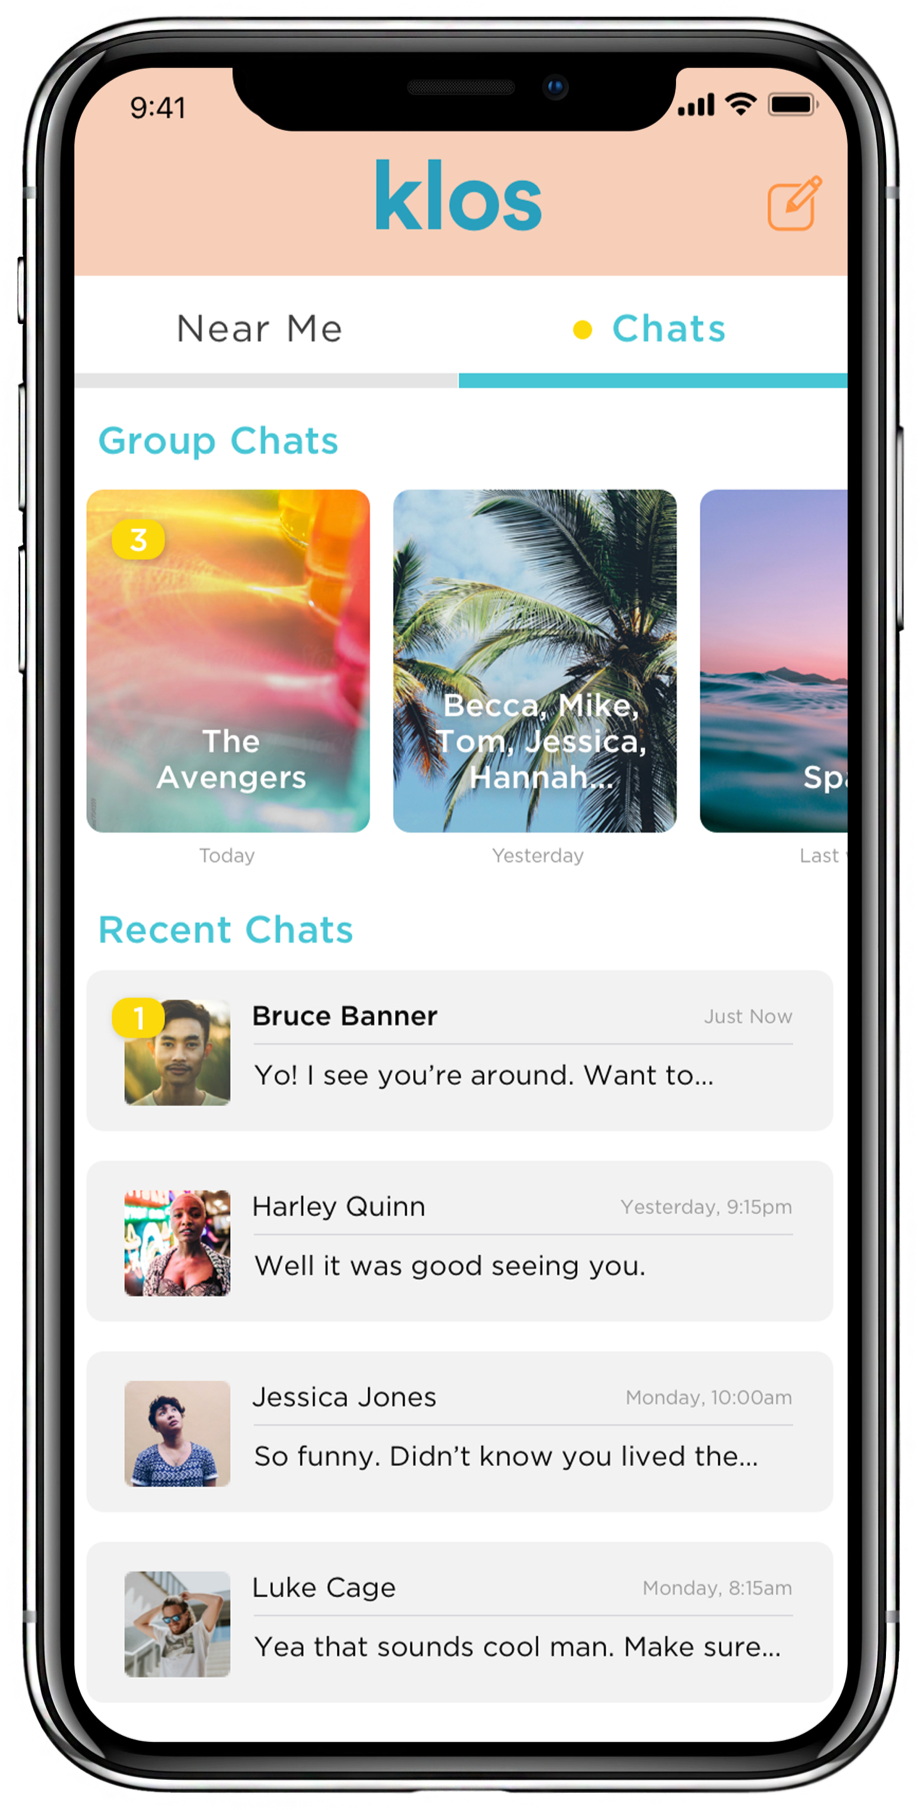 9:41
klos
Near Me
Chats
Group Chats
3
The
Avengers
Becca, Mike,
Tom, Jessica,
Hannah...
Spa
Today
Yesterday
Last
Recent Chats
1
Bruce Banner
Just Now
Yo! I see you're around. Want to...
Harley Quinn
Yesterday, 9:15pm
Well it was good seeing you.
Jessica Jones
Monday, 10:00am
So funny. Didn't know you lived the...
Luke Cage
Monday, 8:15am
Yea that sounds cool man. Make sure...